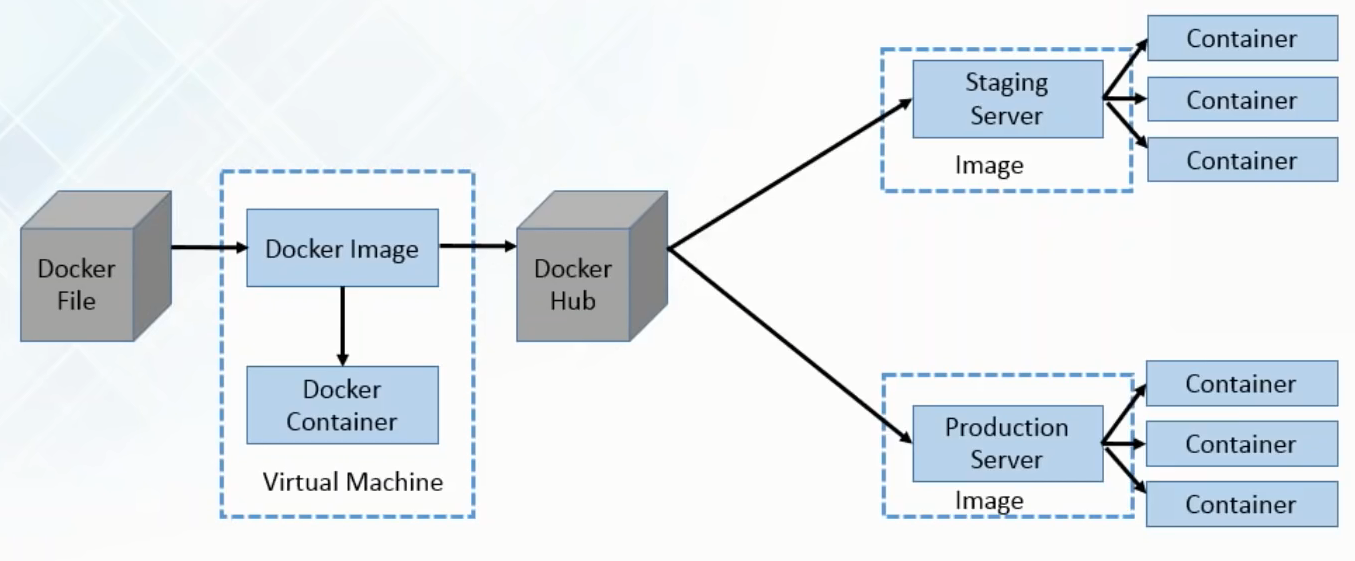 Docker
File
Docker Image
Docker
Container
Virtual Machine
Docker
Hub
Staging
Server
Image
Container
Container
Container
Production
Server
Image
Container
Container
Container